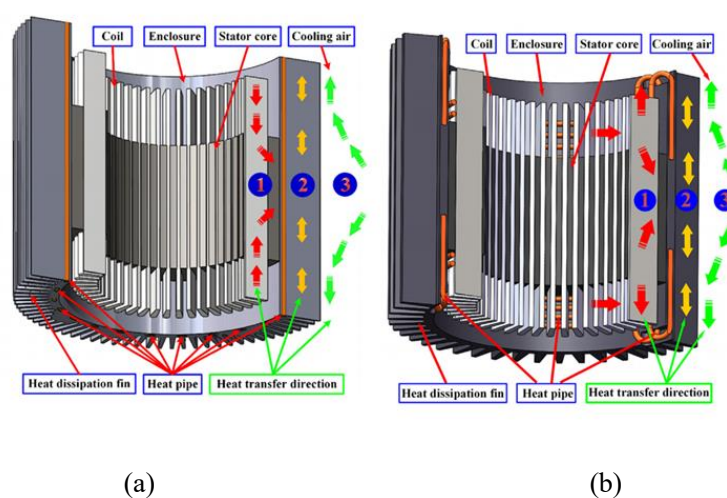 Coil
Enclosure
Stator core
Cooling air
1
2
3
Heat dissipation fin
Heat pipe
Heat transfer direction
(a)
Coil
Enclosure
Stator core
Cooling air
1
2
3
Heat dissipation fin
Heat pipe
Heat transfer direction
(b)